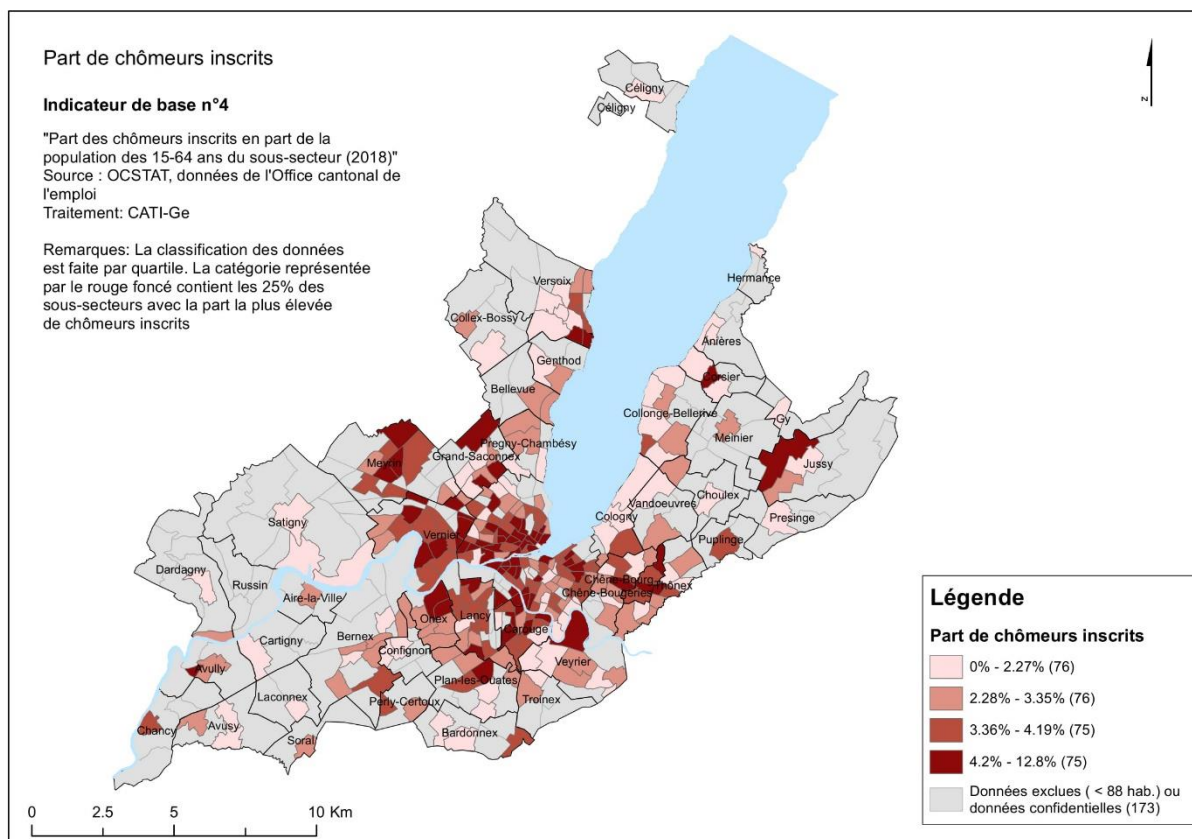 Part de chômeurs inscrits
Indicateur de base n°4
"Part des chômeurs inscrits en part de la
population des 15-64 ans du sous-secteur (2018)"
Source : OCSTAT, données de l'Office cantonal de
l'emploi
Traitement: CATI-Ge
Remarques: La classification des données
est faite par quartile. La catégorie représentée
par le rouge foncé contient les 25% des
sous-secteurs avec la part la plus élevée
de chômeurs inscrits
z
Céligny
Céligny
Hermance
Versoix
Collex-Bossy
Anières
Genthod
Corsier
Bellevue
Collonge-Bellerive
Gy
Meinier
Pregny-Chambésy
Grand-Saconnex
Meyrin
Jussy
Choulex
Vandoeuvres
Cologny
Presinge
Satigny
Vernier
Puplinge
Dardagny
Russin
Chêne-Bourg
Thônex
Chêne-Bougeries
Aire-la-Ville
Onex
Lancy
Carouge
Cartigny
Bernex
Confignon
Veyrier
Avully
Plan-les-Ouates
Laconnex
Perly-Certoux
Troinex
Chancy
Avusy
Bardonnex
Soral
0
2.5
5
10 Km
Légende
Part de chômeurs inscrits
0% - 2.27% (76)
2.28% - 3.35% (76)
3.36% - 4.19% (75)
4.2% - 12.8% (75)
Données exclues ( < 88 hab.) ou
données confidentielles (173)